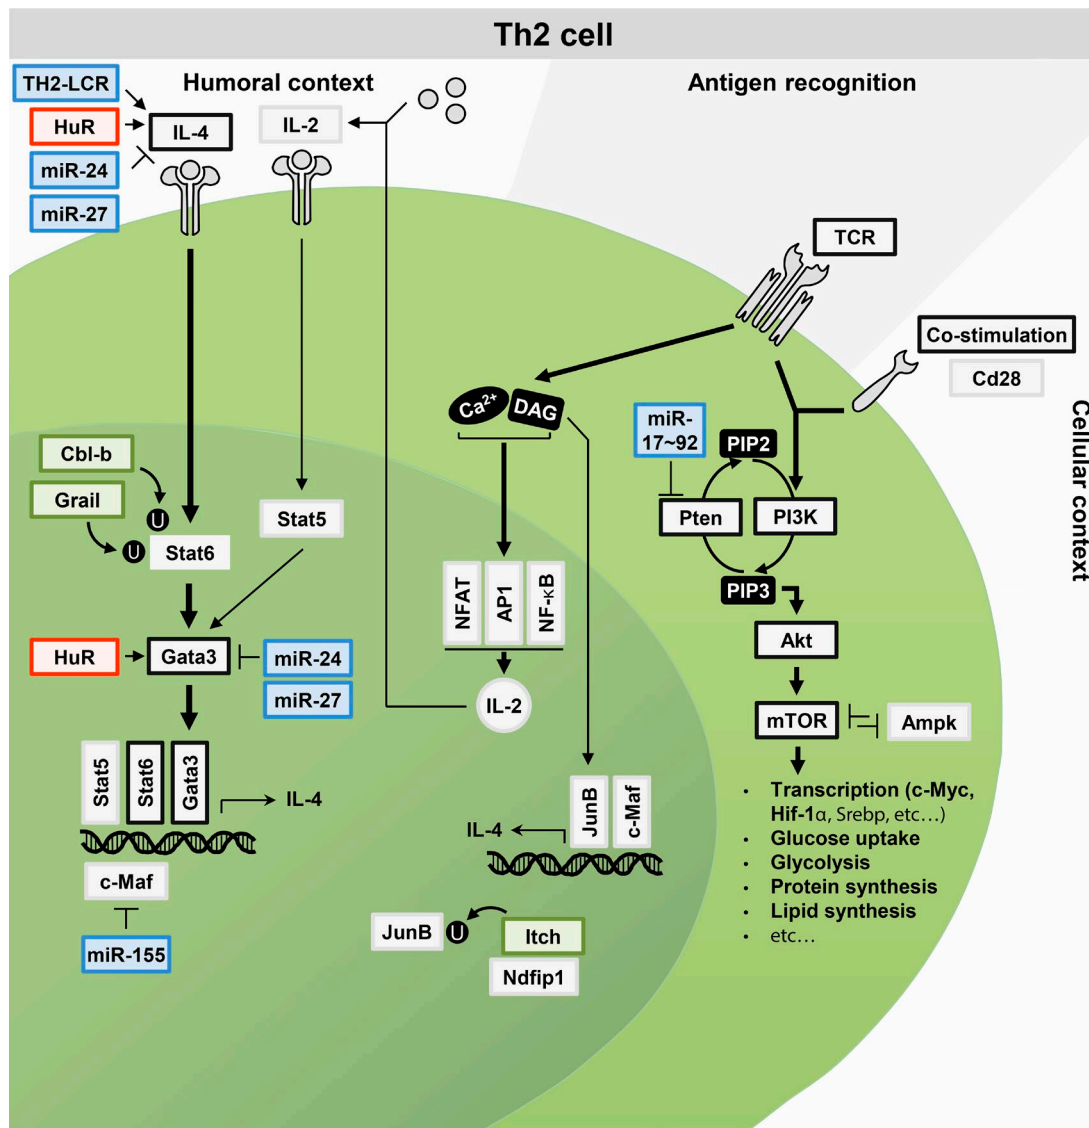 Th2 cell
Humoral context
Antigen recognition
TH2-LCR
HuR
miR-24
miR-27
IL-4
IL-2
TCR
Co-stimulation
Cd28
Cellular context
Ca2+
DAG
miR-
17~92
PIP2
Pten
PI3K
PIP3
Akt
mTOR
Ampk
Cbl-b
Grail
U
U
Stat6
Stat5
HuR
Gata3
miR-24
miR-27
NFAT
AP1
NF-κB
IL-2
Stat5
Stat6
Gata3
IL-4
c-Maf
miR-155
IL-4
JunB
c-Maf
JunB
U
Itch
Ndfip1
• Transcription (c-Myc,
Hif-1α, Srebp, etc…)
• Glucose uptake
• Glycolysis
• Protein synthesis
• Lipid synthesis
• etc…